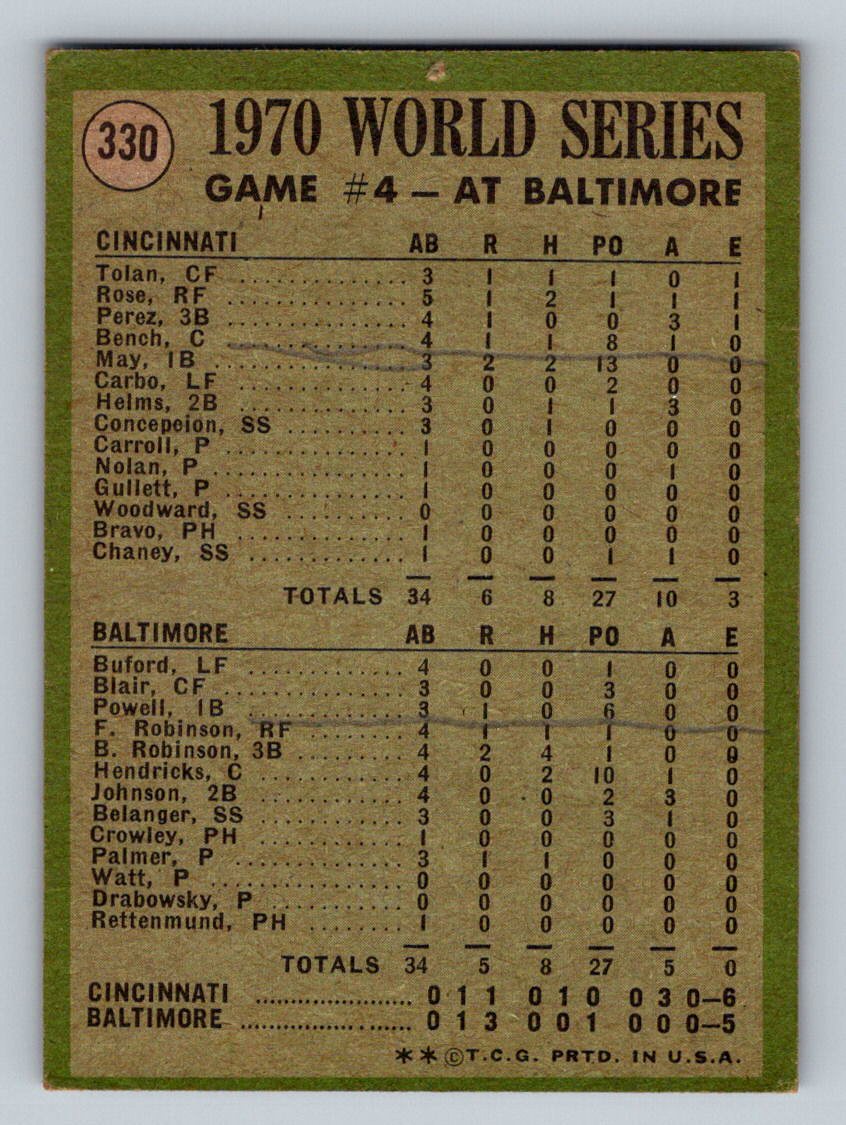 330
1970 WORLD SERIES
GAME #4 — AT BALTIMORE
CINCINNATI AB R H PO A E
Tolan, CF .............. 3 1 1 1 0 1
Rose, RF .............. 5 1 2 1 1 1
Perez, 3B .............. 4 1 0 0 3 1
Bench, C .............. 4 1 1 8 1 0
May, 1B .............. 3 2 2 13 0 0
Carbo, LF .............. 4 0 0 2 0 0
Helms, 2B .............. 3 0 1 1 3 0
Concepeion, SS .......... 3 0 1 0 0 0
Carroll, P .............. 1 0 0 0 0 0
Nolan, P .............. 1 0 0 0 1 0
Gullett, P .............. 1 0 0 0 0 0
Woodward, SS .......... 0 0 0 0 0 0
Bravo, PH .............. 1 0 0 0 0 0
Chaney, SS ............ 1 0 0 1 1 0
TOTALS 34 6 8 27 10 3
BALTIMORE AB R H PO A E
Buford, LF ............ 4 0 0 1 0 0
Blair, CF .............. 3 0 0 3 0 0
Powell, 1B ............ 3 1 0 6 0 0
F. Robinson, RF ........ 4 1 1 1 0 0
B. Robinson, 3B ........ 4 2 4 1 0 0
Hendricks, C ............ 4 0 2 10 1 0
Johnson, 2B ............ 4 0 0 2 3 0
Belanger, SS ............ 3 0 0 3 1 0
Crowley, PH ............ 1 0 0 0 0 0
Palmer, P .............. 3 1 1 0 0 0
Watt, P ................ 0 0 0 0 0 0
Drabowsky, P .......... 0 0 0 0 0 0
Rettenmund, PH ........ 1 0 0 0 0 0
TOTALS 34 5 8 27 5 0
CINCINNATI ...................... 0 1 1 0 1 0 0 3 0—6
BALTIMORE ........................ 0 1 3 0 0 1 0 0 0—5
**©T.C.G. PRTD. IN U.S.A.